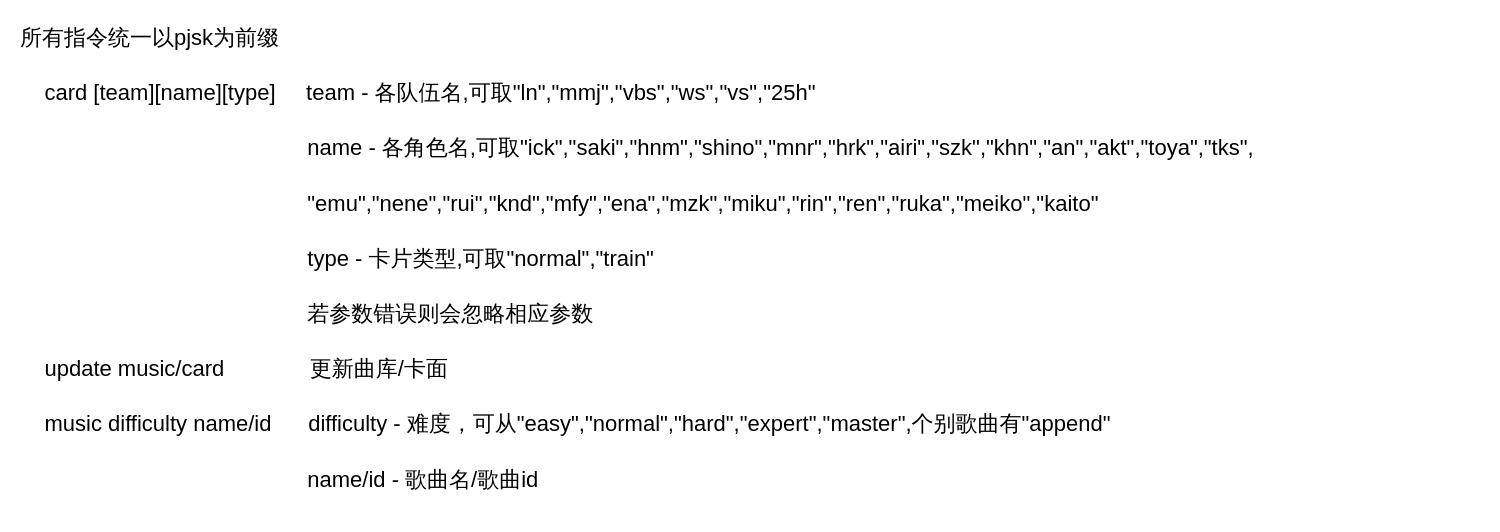 所有指令统一以pjsk为前缀
card [team][name][type] team - 各队伍名,可取"ln","mmj","vbs","ws","vs","25h"
name - 各角色名,可取"ick","saki","hnm","shino","mnr","hrk","airi","szk","khn","an","akt","toya","tks",
"emu","nene","rui","knd","mfy","ena","mzk","miku","rin","ren","ruka","meiko","kaito"
type - 卡片类型,可取"normal","train"
若参数错误则会忽略相应参数
update music/card 更新曲库/卡面
music difficulty name/id difficulty - 难度，可从"easy","normal","hard","expert","master",个别歌曲有"append"
name/id - 歌曲名/歌曲id